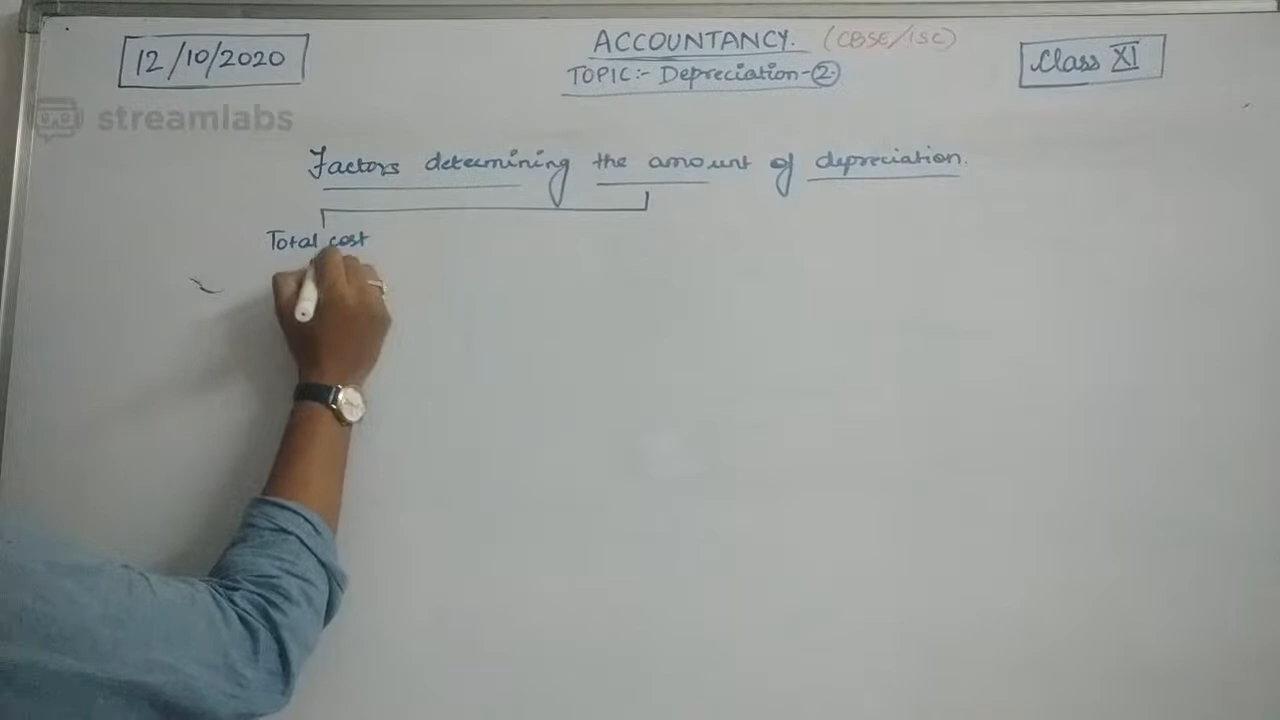 12/10/2020
ACCOUNTANCY. (CBSE/ISC)
TOPIC:- Depreciation-②
Class XI
streamlabs
Factors determining the amount of depreciation.
Total cost